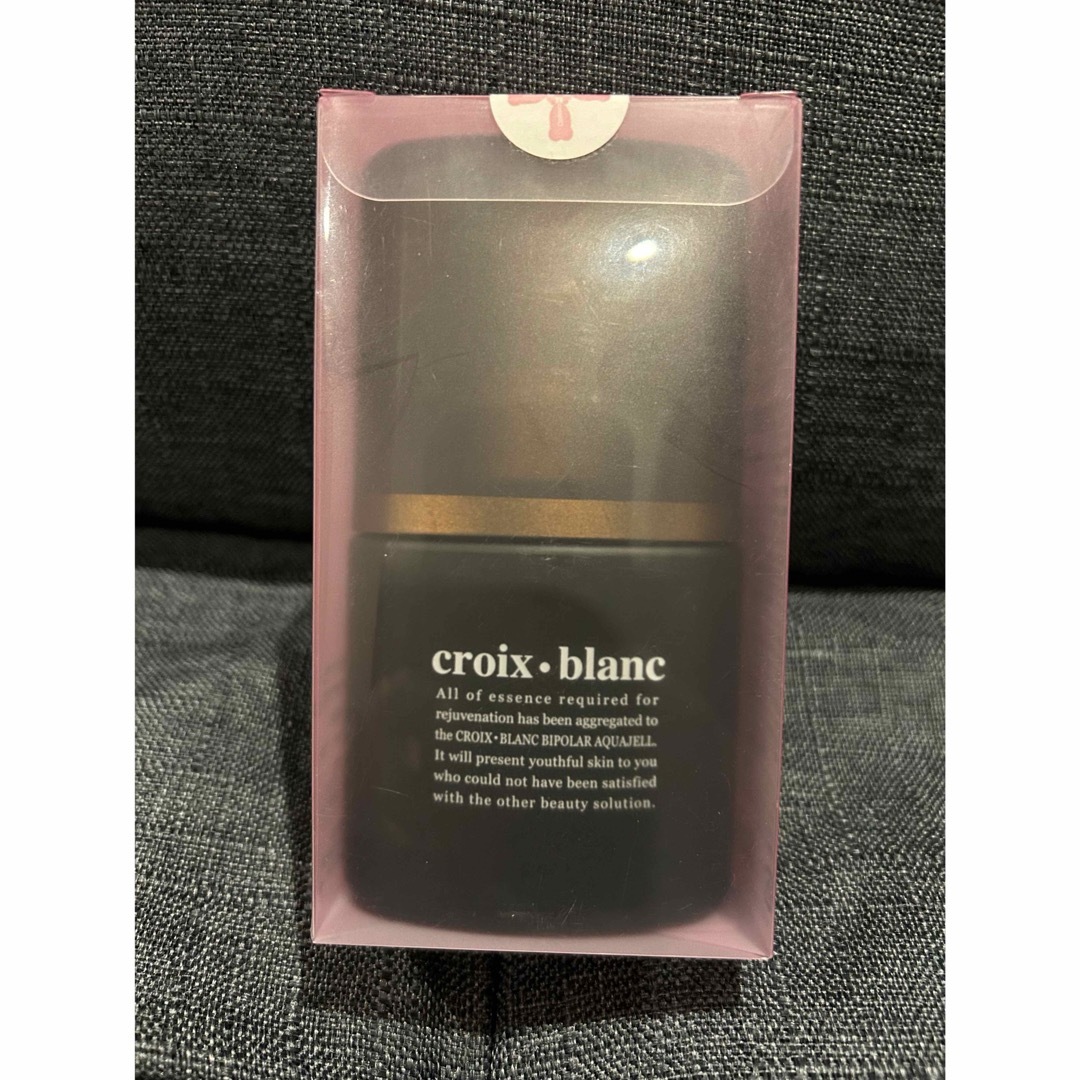 croix・blanc
All of essence required for
rejuvenation has been aggregated to
the CROIX・BLANC BIPOLAR AQUAJELL.
It will present youthful skin to you
who could not have been satisfied
with the other beauty solution.